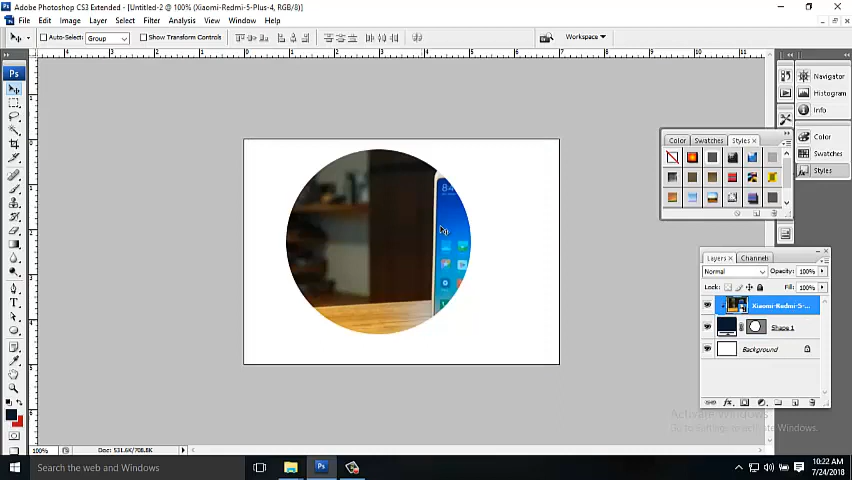 Adobe Photoshop CS3 Extended - [Untitled-2 @ 100% (Xiaomi-Redmi-5-Plus-4, RGB/8)]
File Edit Image Layer Select Filter Analysis View Window Help
Auto-Select: Group Show Transform Controls Workspace
Ps
Navigator
Histogram
Info
Color
Swatches
Styles
Color Swatches Styles
Layers Channels
Normal Opacity: 100%
Lock: Fill: 100%
Xiaomi-Redmi-5-...
Shape 1
Background
Activate Windows
Go to Settings to activate Windows.
100% Doc: 531.6K/708.8K
Search the web and Windows
10:22 AM
7/24/2018